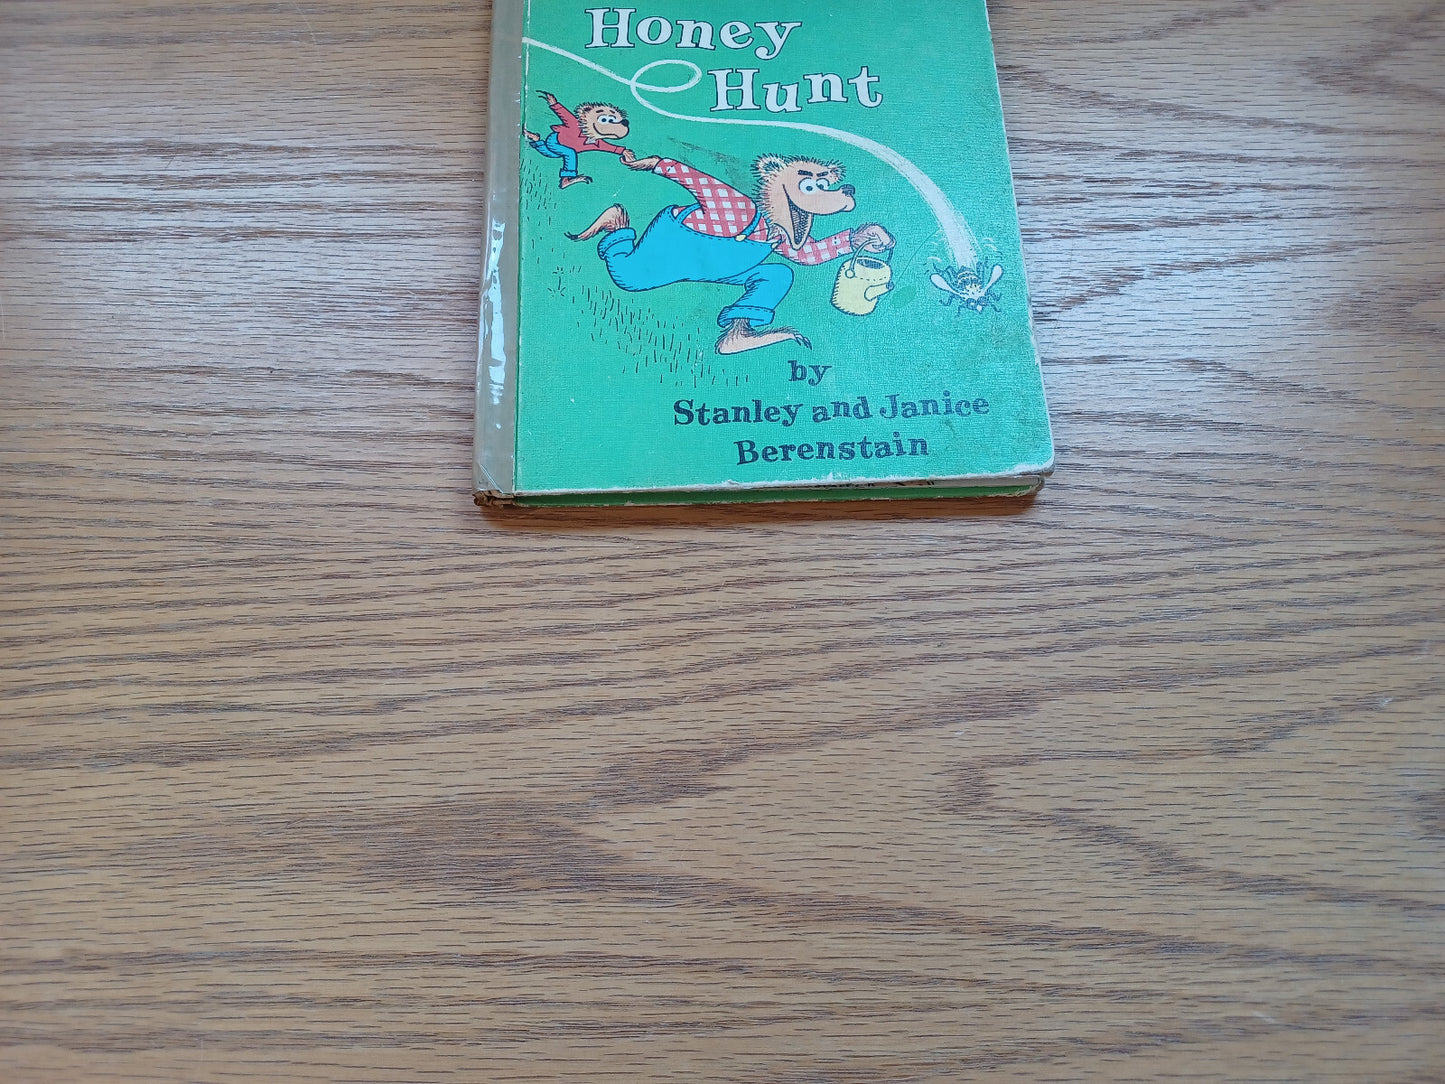 Honey
Hunt
by
Stanley and Janice
Berenstain